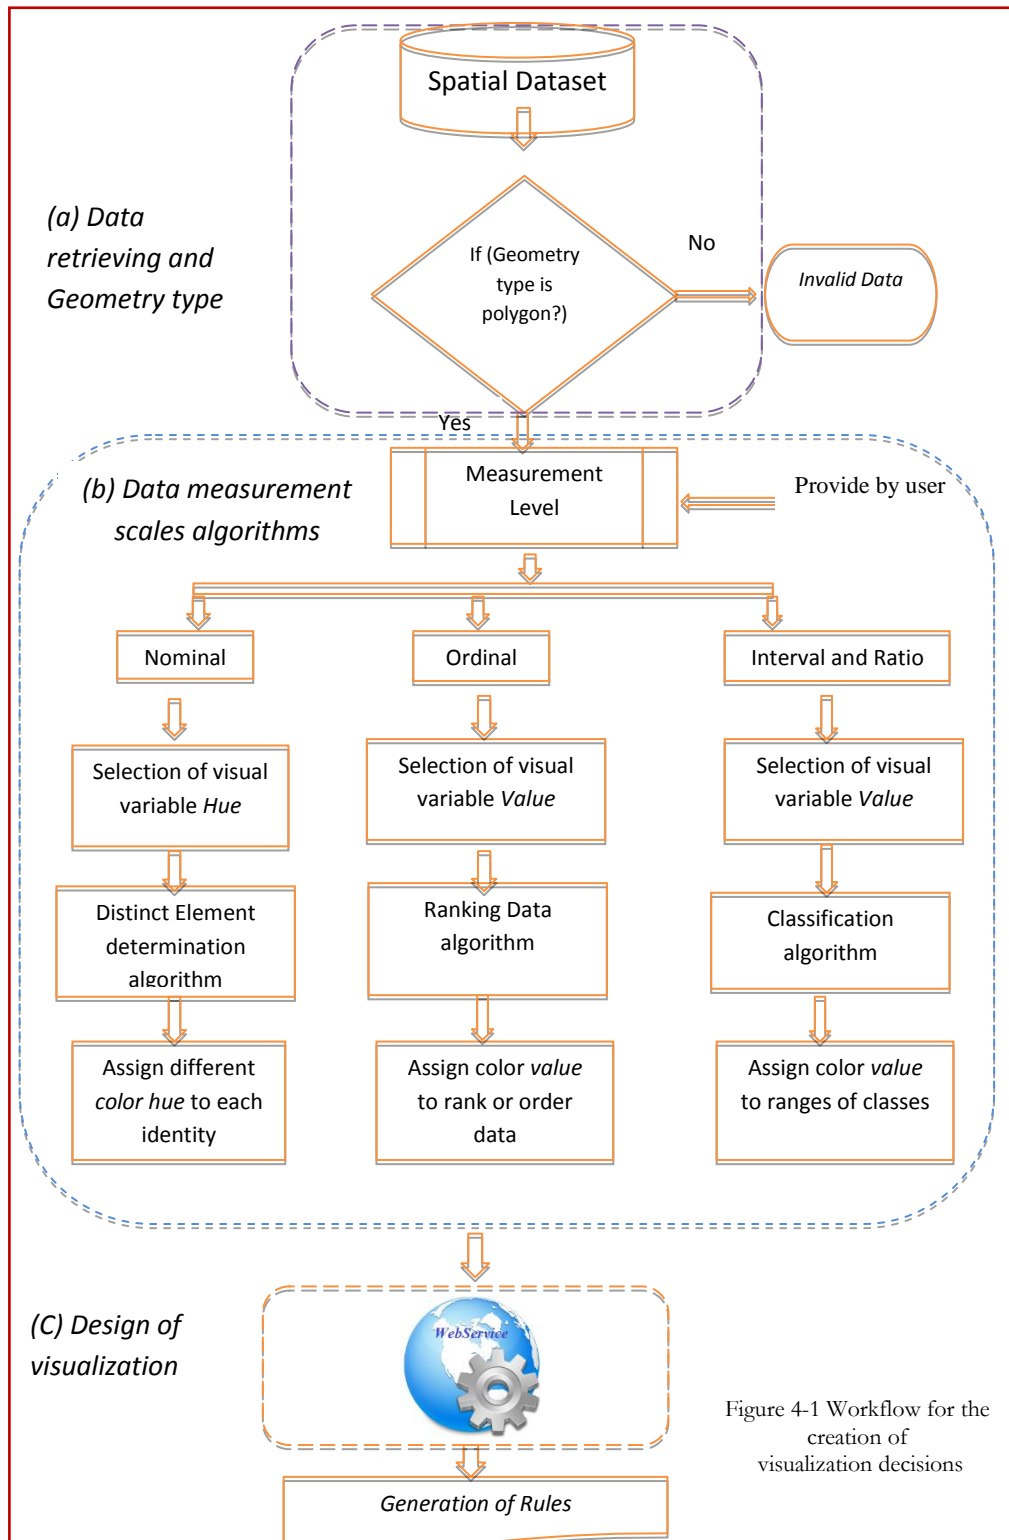 Spatial Dataset
(a) Data
retrieving and
Geometry type
If (Geometry
type is
polygon?)
No
Invalid Data
Yes
(b) Data measurement
scales algorithms
Measurement
Level
Provide by user
Nominal
Ordinal
Interval and Ratio
Selection of visual
variable Hue
Selection of visual
variable Value
Selection of visual
variable Value
Distinct Element
determination
algorithm
Ranking Data
algorithm
Classification
algorithm
Assign different
color hue to each
identity
Assign color value
to rank or order
data
Assign color value
to ranges of classes
(C) Design of
visualization
WebService
Figure 4-1 Workflow for the
creation of
visualization decisions
Generation of Rules